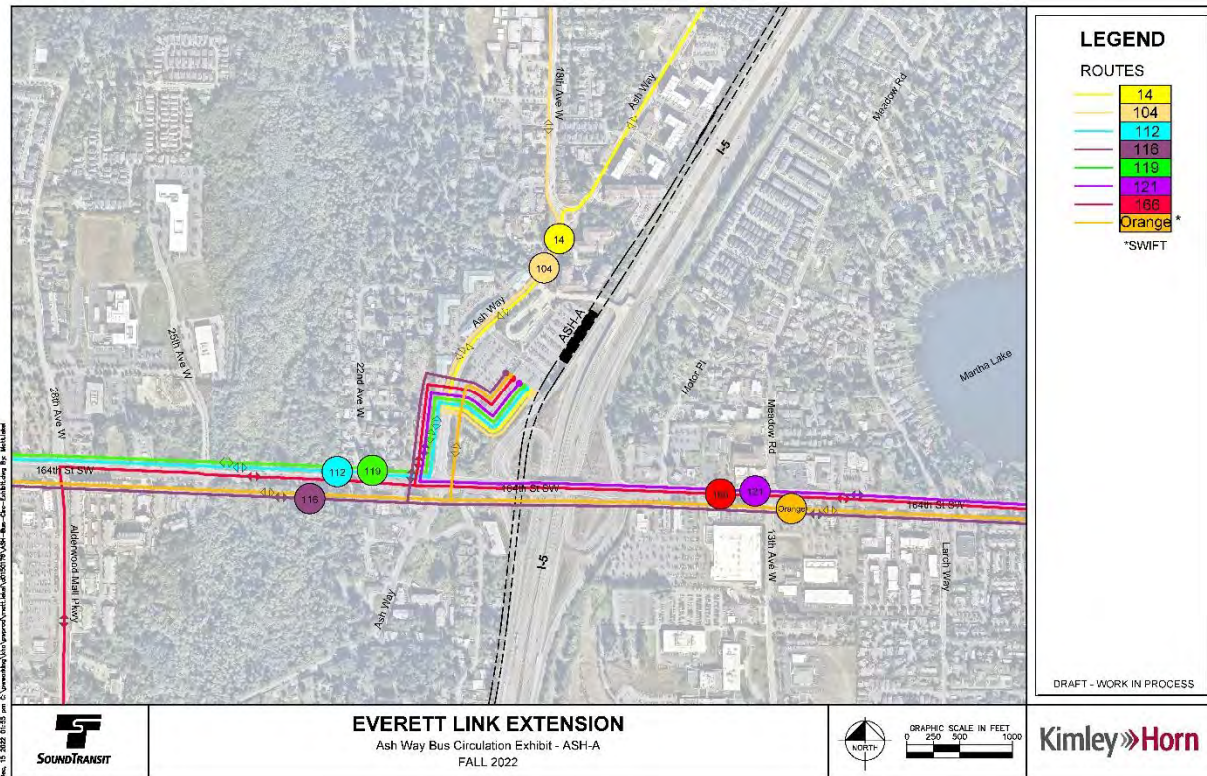 LEGEND
ROUTES
14
104
112
116
119
121
166
Orange *
*SWIFT
DRAFT - WORK IN PROCESS
18th Ave W
Ash Way
I-5
Meadow Rd
14
104
Ash Way
ASH-A
25th Ave W
22nd Ave W
Motor Pl
Martha Lake
28th Ave W
Meadow Rd
164th St SW
112
119
116
164th St SW
166
121
Orange
164th St SW
Alderwood Mall Pkwy
Ash Way
I-5
13th Ave W
Larch Way
SOUNDTRANSIT
EVERETT LINK EXTENSION
Ash Way Bus Circulation Exhibit - ASH-A
FALL 2022
NORTH
GRAPHIC SCALE IN FEET
0 250 500 1000
Kimley»Horn